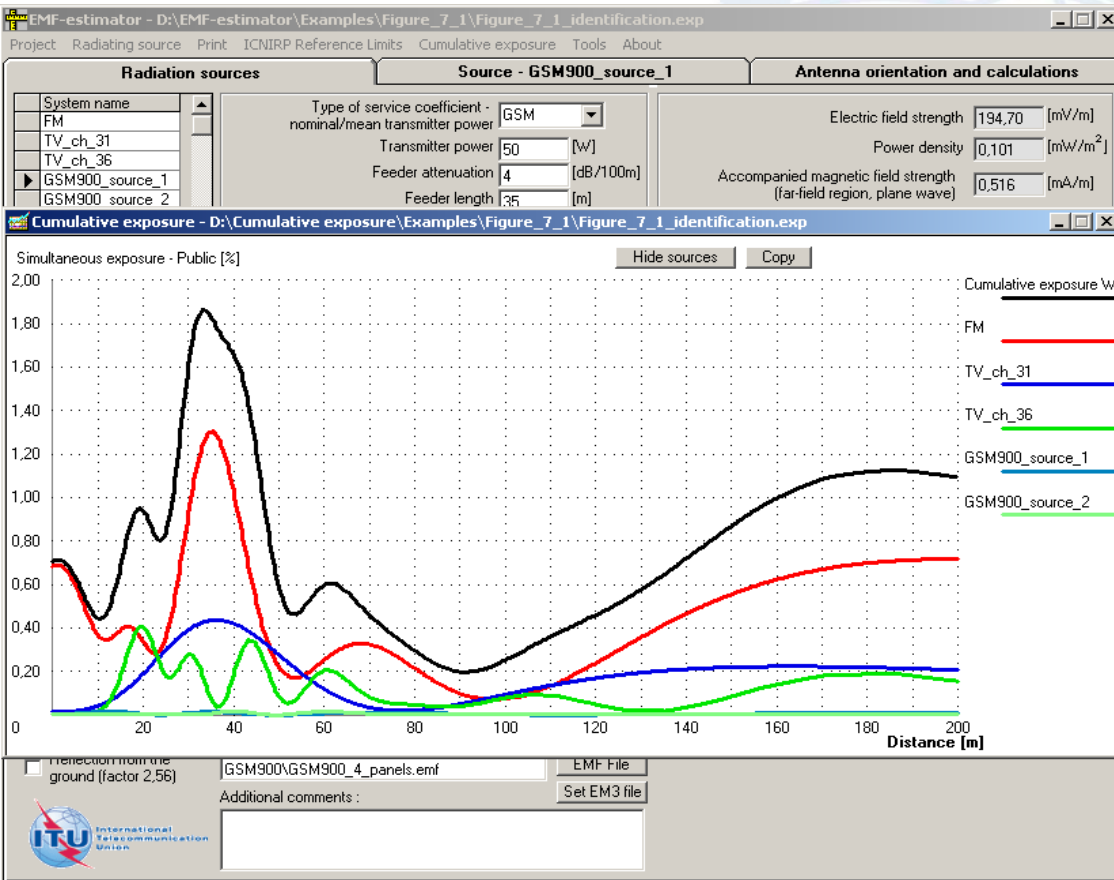 EMF-estimator - D:\EMF-estimator\Examples\Figure_7_1\Figure_7_1_identification.exp
Project Radiating source Print ICNIRP Reference Limits Cumulative exposure Tools About
Radiation sources
Source - GSM900_source_1
Antenna orientation and calculations
System name
FM
TV_ch_31
TV_ch_36
GSM900_source_1
GSM900_source_2
Type of service coefficient -
nominal/mean transmitter power
GSM
Transmitter power 50 [W]
Feeder attenuation 4 [dB/100m]
Feeder length 35 [m]
Electric field strength 194,70 [mV/m]
Power density 0,101 [mW/m²]
Accompanied magnetic field strength
(far-field region, plane wave)
0,516 [mA/m]
Cumulative exposure - D:\Cumulative exposure\Examples\Figure_7_1\Figure_7_1_identification.exp
Simultaneous exposure - Public [%]
Hide sources
Copy
2,00
1,80
1,60
1,40
1,20
1,00
0,80
0,60
0,40
0,20
0 20 40 60 80 100 120 140 160 180 200
Distance [m]
Cumulative exposure W
FM
TV_ch_31
TV_ch_36
GSM900_source_1
GSM900_source_2
from the
ground (factor 2,56)
GSM900\GSM900_4_panels.emf
EMF File
Additional comments :
Set EM3 file
ITU
International
Telecommunication
Union